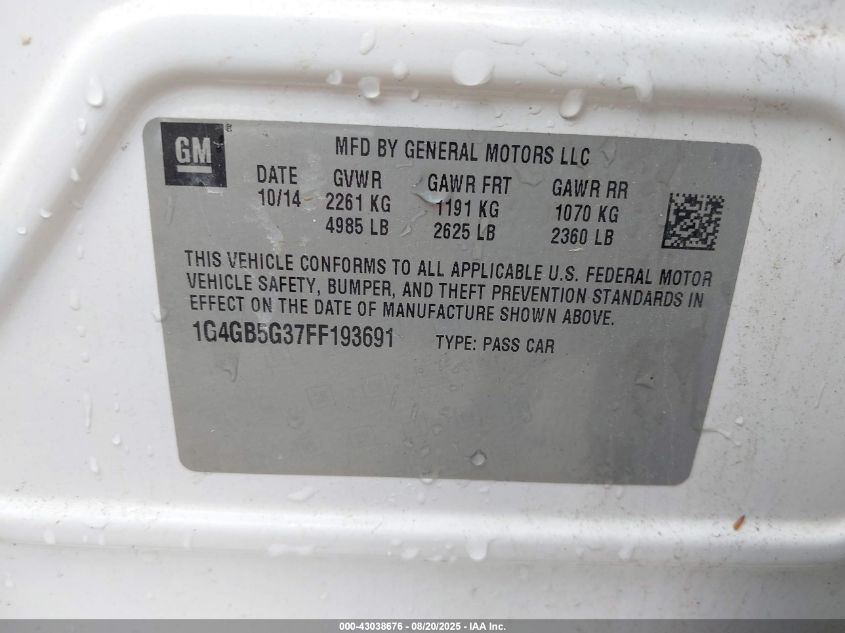 GM ®
MFD BY GENERAL MOTORS LLC
DATE GVWR GAWR FRT GAWR RR
10/14 2261 KG 1191 KG 1070 KG
4985 LB 2625 LB 2360 LB
THIS VEHICLE CONFORMS TO ALL APPLICABLE U.S. FEDERAL MOTOR
VEHICLE SAFETY, BUMPER, AND THEFT PREVENTION STANDARDS IN
EFFECT ON THE DATE OF MANUFACTURE SHOWN ABOVE.
1G4GB5G37FF193691 TYPE: PASS CAR
000-43038676 - 08/20/2025 - IAA Inc.